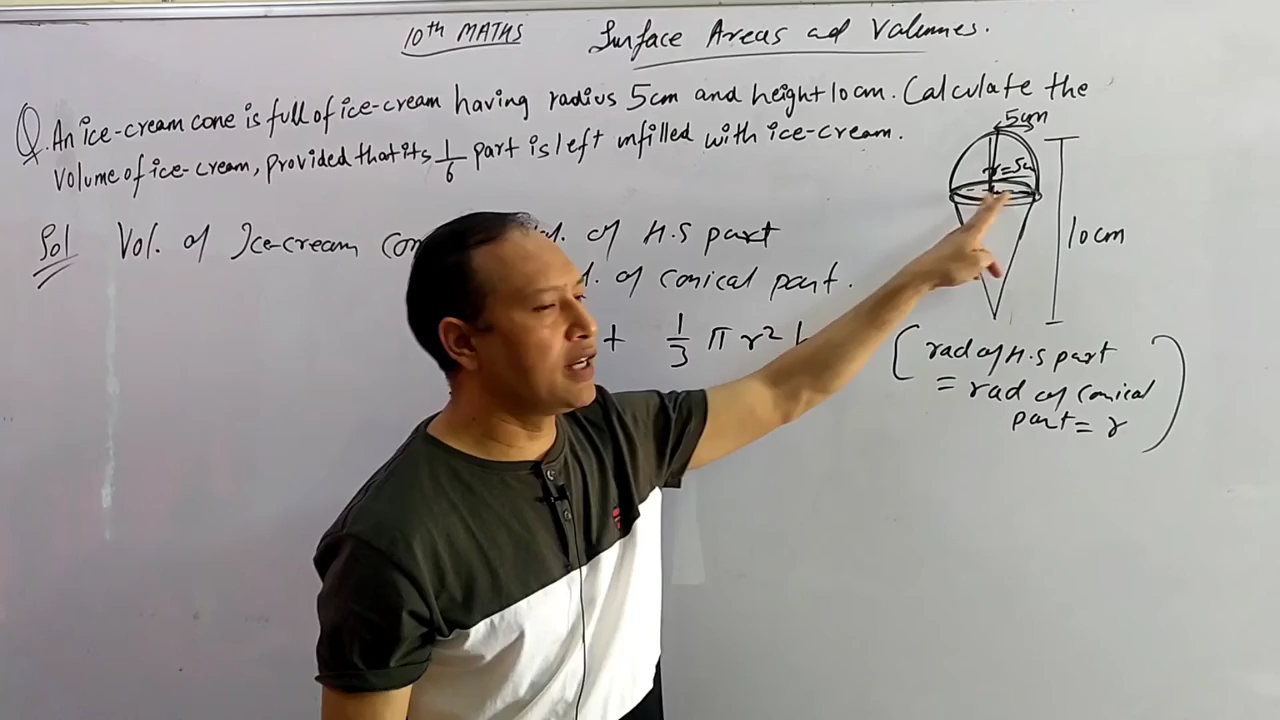 10th MATHS Surface Areas ad Volumes.
Q. An ice-cream cone is full of ice-cream having radius 5cm and height 10cm. Calculate the
Volume of ice-cream, provided that its 1/6 part is left unfilled with ice-cream.
5cm
r=5c
10cm
Sol Vol. of Ice-cream Con l. of H.S part
l. of conical part.
+ 1/3 π r² h
(rad of H.S part
= rad of Conical
part = r)